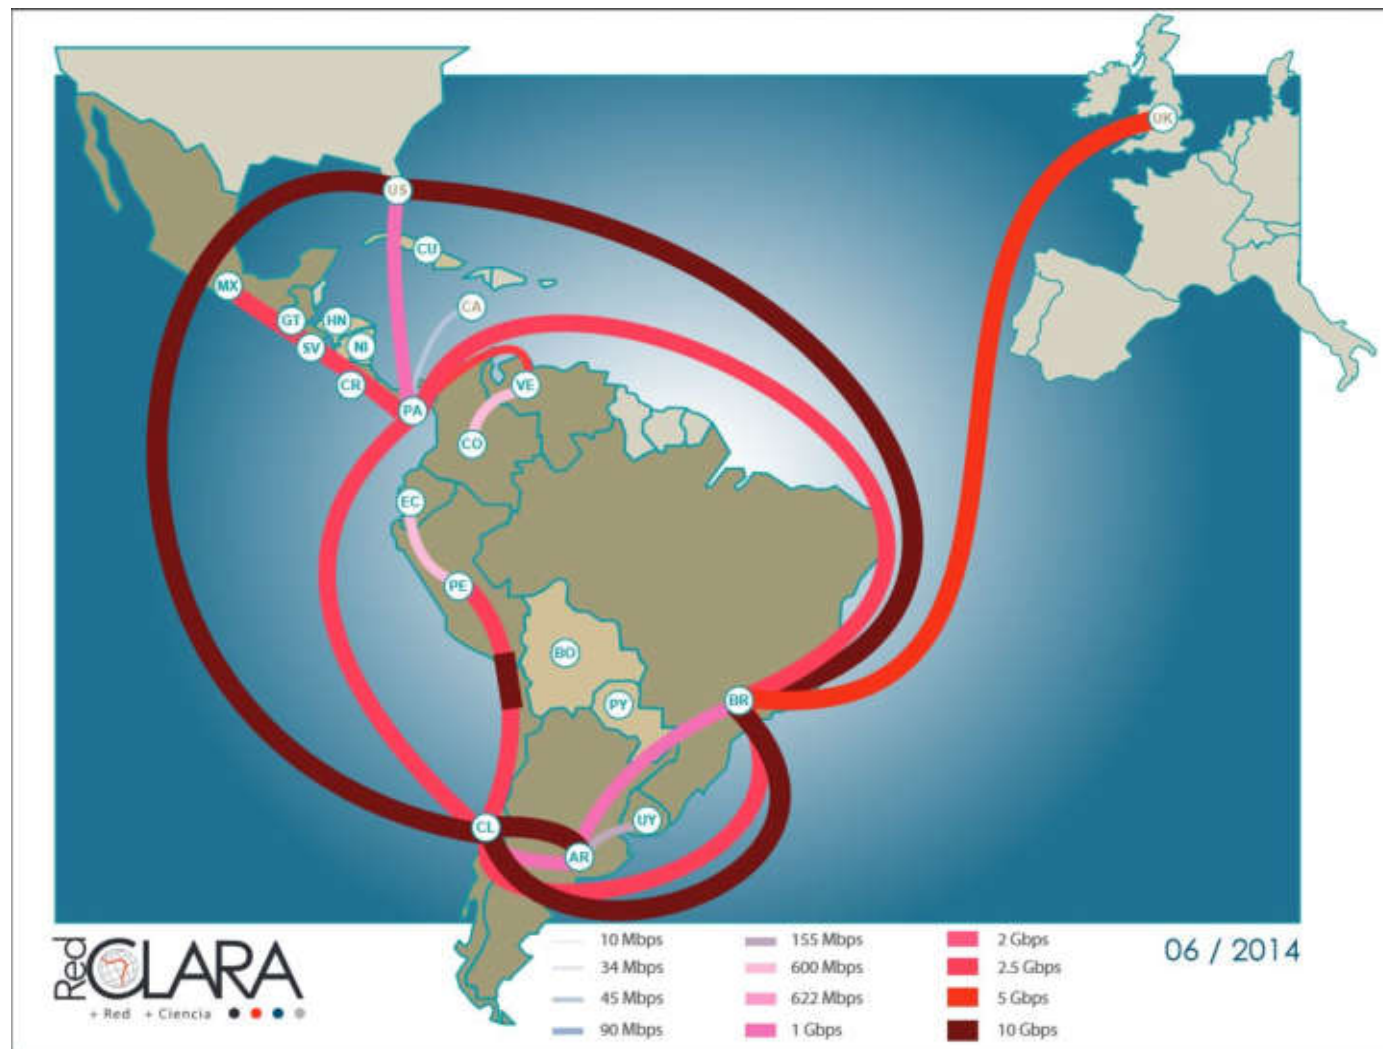 US
UK
CU
MX
CA
GT
HN
SV
NI
CR
VE
PA
CO
EC
PE
BO
PY
BR
CL
UY
AR
Red CLARA
+ Red + Ciencia
10 Mbps
34 Mbps
45 Mbps
90 Mbps
155 Mbps
600 Mbps
622 Mbps
1 Gbps
2 Gbps
2.5 Gbps
5 Gbps
10 Gbps
06 / 2014